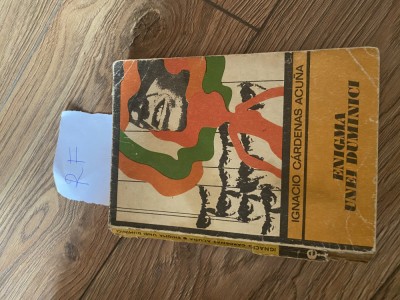 IGNACIO CÁRDENAS ACUÑA
ENIGMA
UNEI DUMINICI
RF